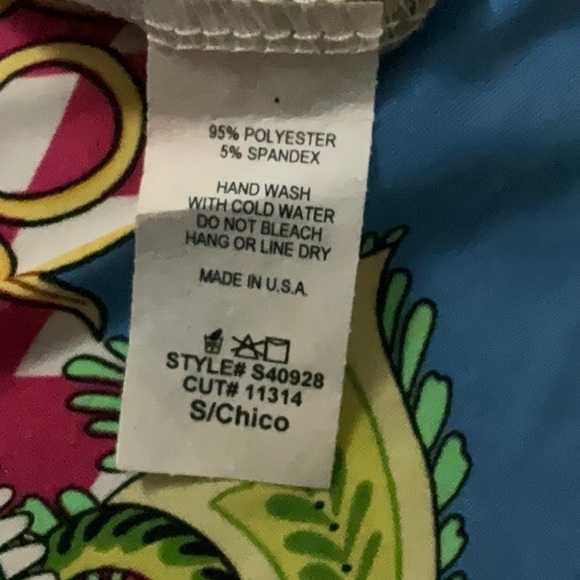 95% POLYESTER
5% SPANDEX
HAND WASH
WITH COLD WATER
DO NOT BLEACH
HANG OR LINE DRY
MADE IN U.S.A.
STYLE# S40928
CUT# 11314
S/Chico